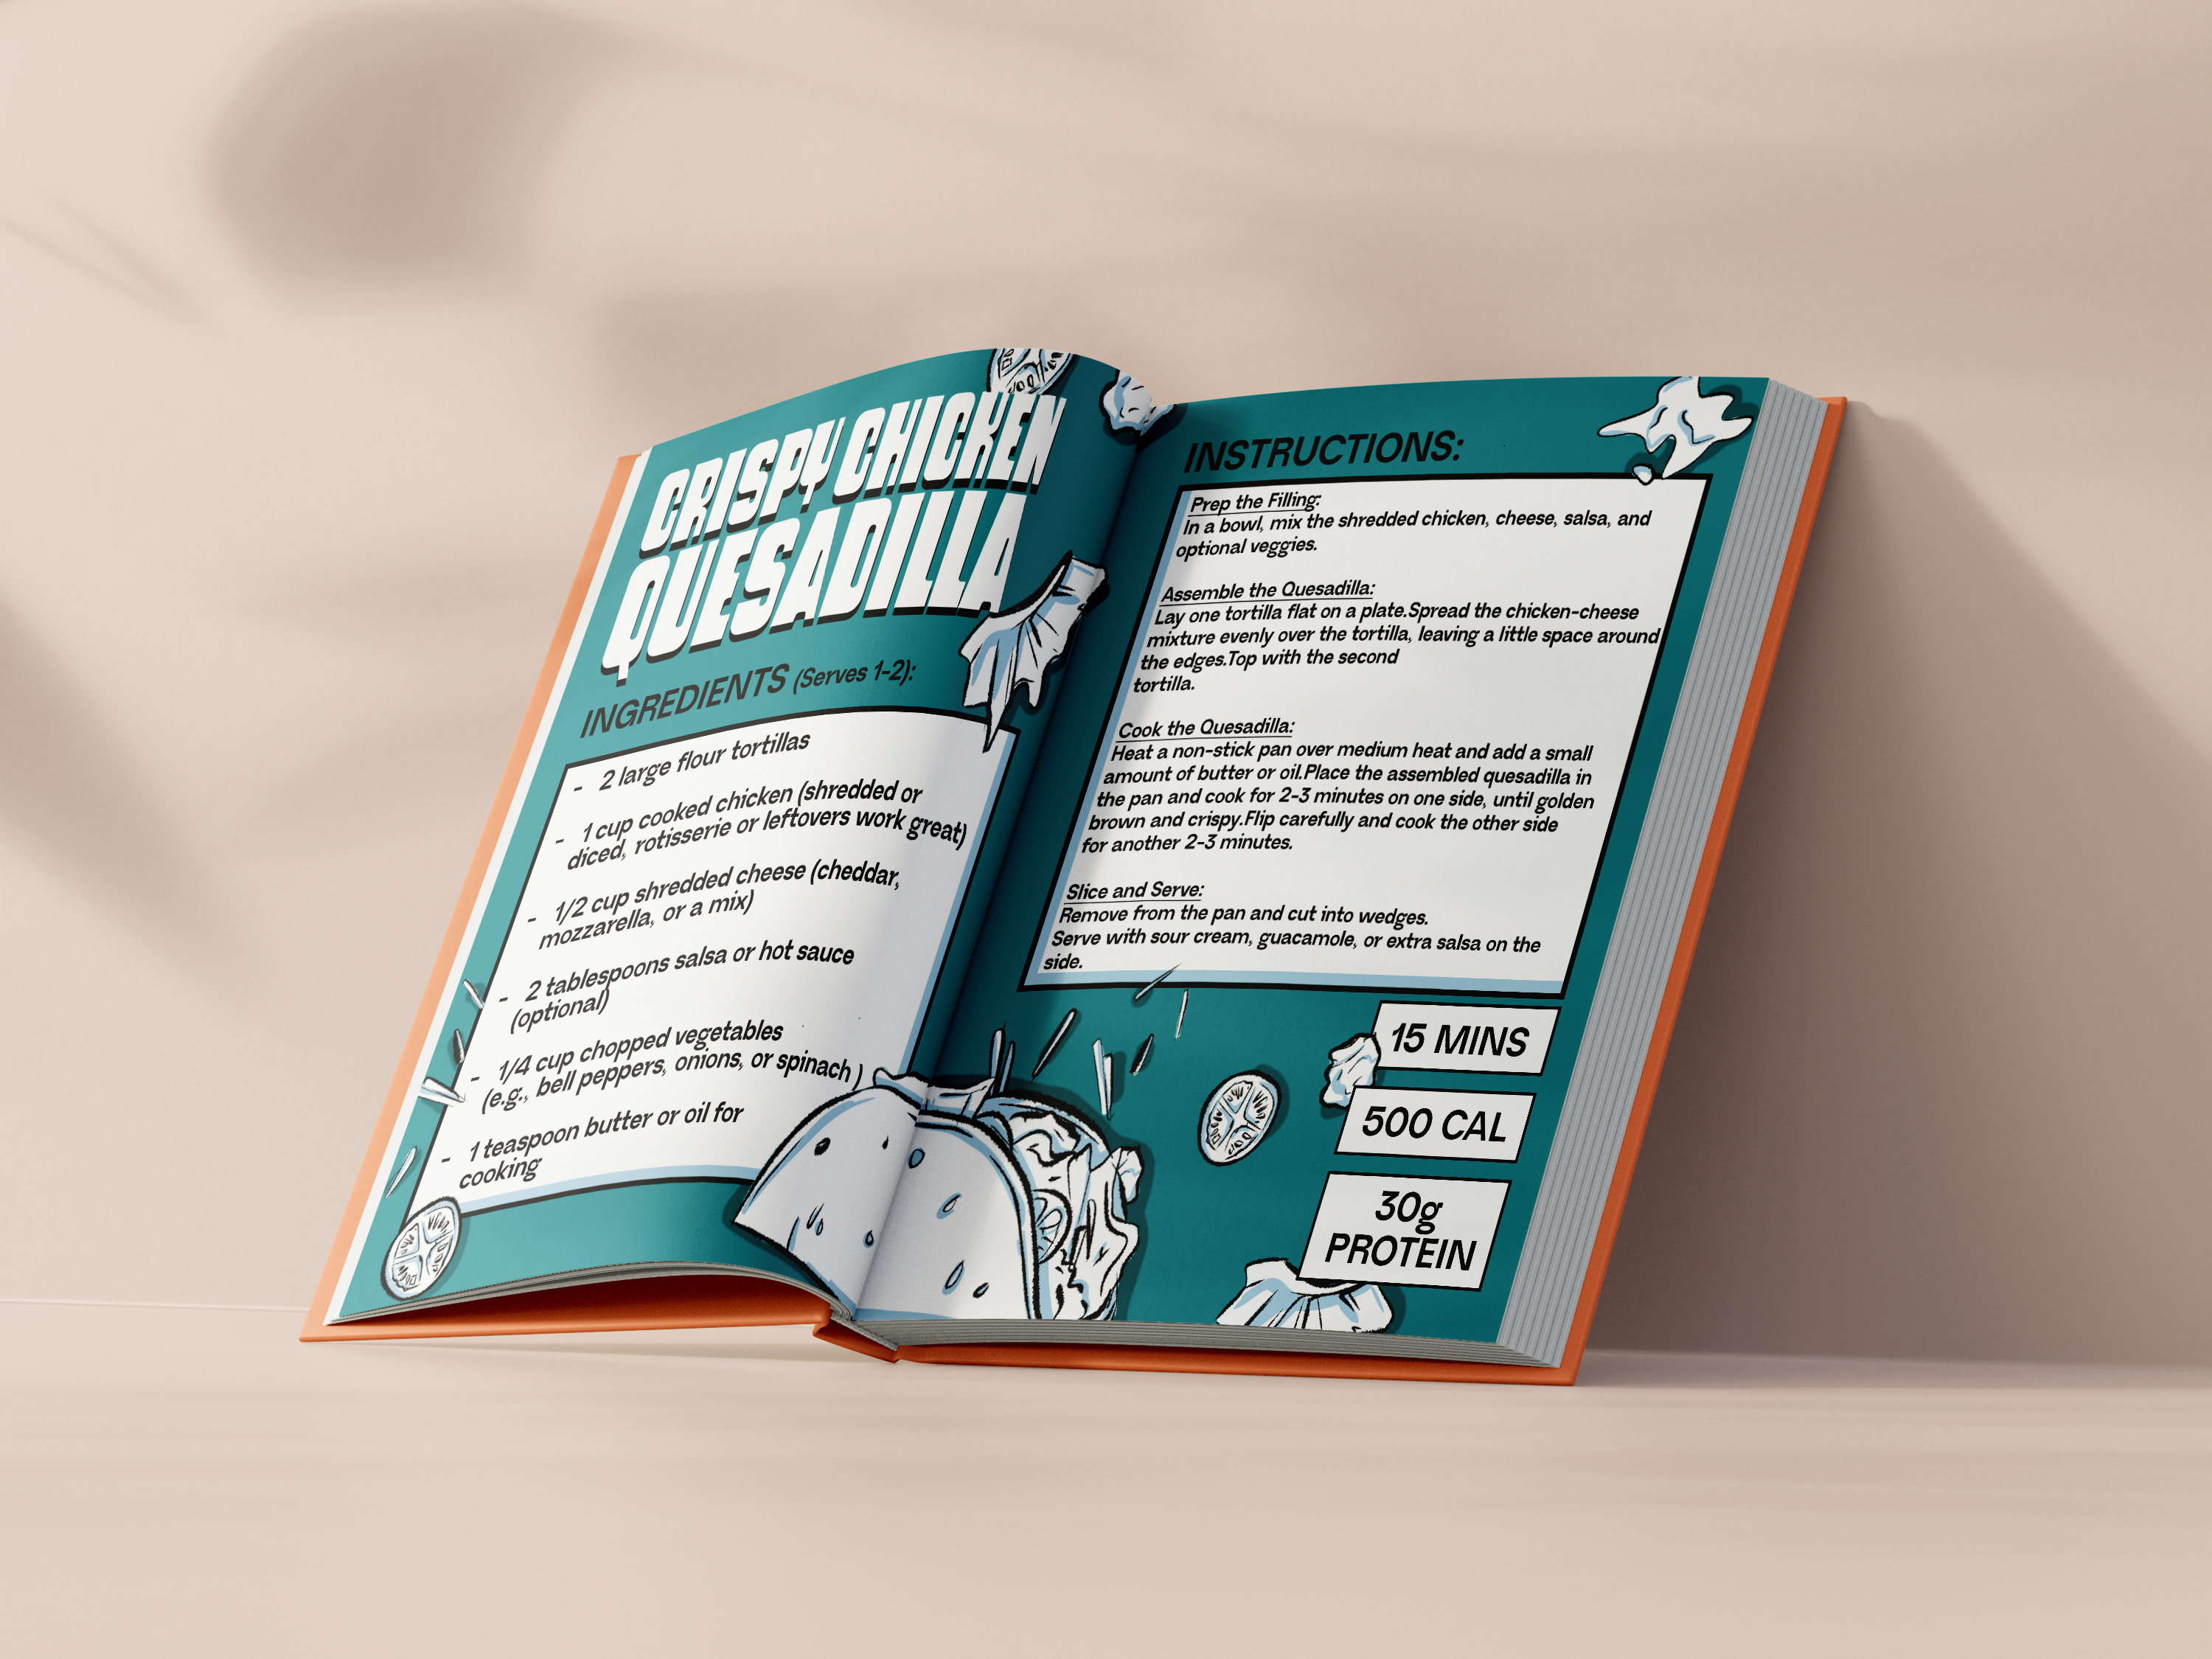 CRISPY CHICKEN
QUESADILLA
INGREDIENTS (Serves 1-2):
- 2 large flour tortillas
- 1 cup cooked chicken (shredded or
diced, rotisserie or leftovers work great)
- 1/2 cup shredded cheese (cheddar,
mozzarella, or a mix)
- 2 tablespoons salsa or hot sauce
(optional)
- 1/4 cup chopped vegetables
(e.g., bell peppers, onions, or spinach )
- 1 teaspoon butter or oil for
cooking
INSTRUCTIONS:
Prep the Filling:
In a bowl, mix the shredded chicken, cheese, salsa, and
optional veggies.
Assemble the Quesadilla:
Lay one tortilla flat on a plate.Spread the chicken-cheese
mixture evenly over the tortilla, leaving a little space around
the edges.Top with the second
tortilla.
Cook the Quesadilla:
Heat a non-stick pan over medium heat and add a small
amount of butter or oil.Place the assembled quesadilla in
the pan and cook for 2-3 minutes on one side, until golden
brown and crispy.Flip carefully and cook the other side
for another 2-3 minutes.
Slice and Serve:
Remove from the pan and cut into wedges.
Serve with sour cream, guacamole, or extra salsa on the
side.
15 MINS
500 CAL
30g
PROTEIN